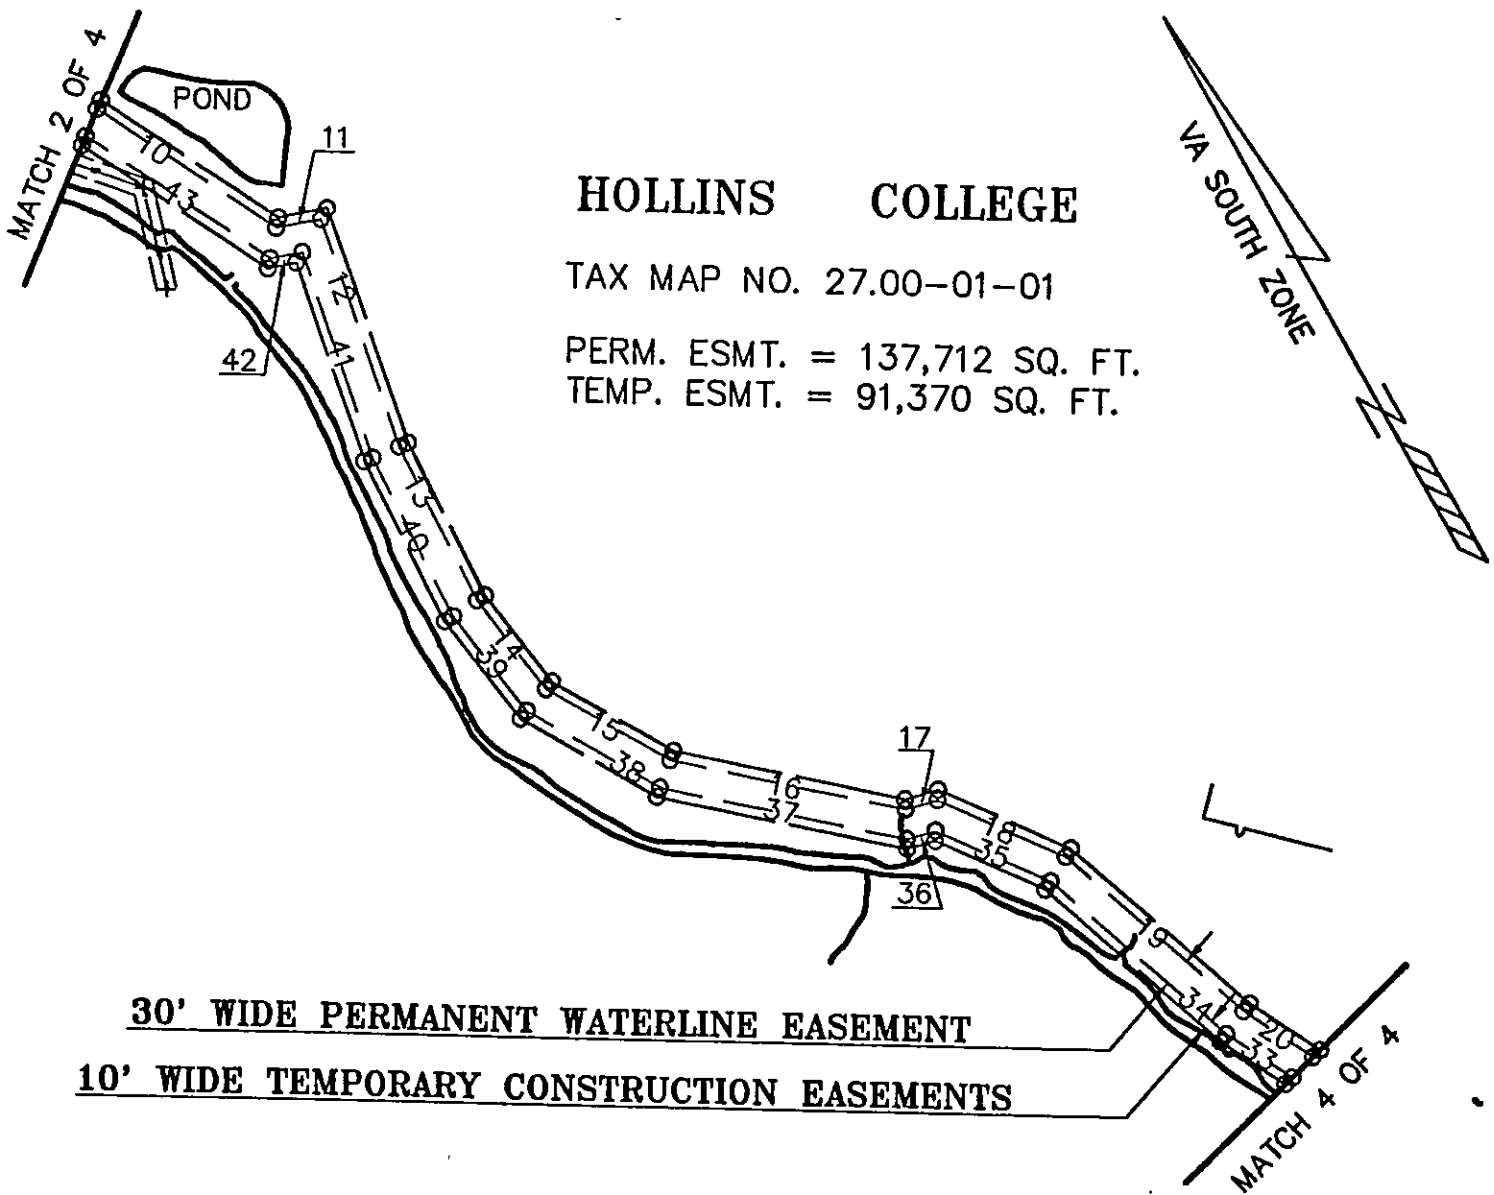 MATCH 2 OF 4
POND
10
43
11
HOLLINS COLLEGE
TAX MAP NO. 27.00-01-01
PERM. ESMT. = 137,712 SQ. FT.
TEMP. ESMT. = 91,370 SQ. FT.
VA SOUTH ZONE
12
41
42
13
40
14
39
15
38
16
37
17
18
35
36
19
34
20
33
30' WIDE PERMANENT WATERLINE EASEMENT
10' WIDE TEMPORARY CONSTRUCTION EASEMENTS
MATCH 4 OF 4